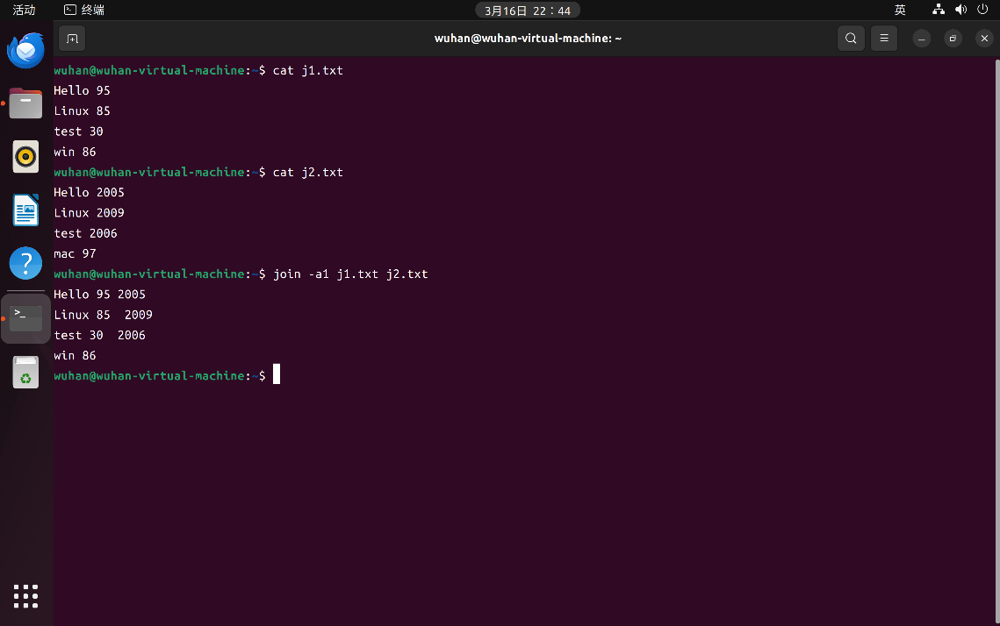 活动 终端 3月16日 22：44 英
wuhan@wuhan-virtual-machine: ~
wuhan@wuhan-virtual-machine:~$ cat j1.txt
Hello 95
Linux 85
test 30
win 86
wuhan@wuhan-virtual-machine:~$ cat j2.txt
Hello 2005
Linux 2009
test 2006
mac 97
wuhan@wuhan-virtual-machine:~$ join -a1 j1.txt j2.txt
Hello 95 2005
Linux 85  2009
test 30  2006
win 86
wuhan@wuhan-virtual-machine:~$